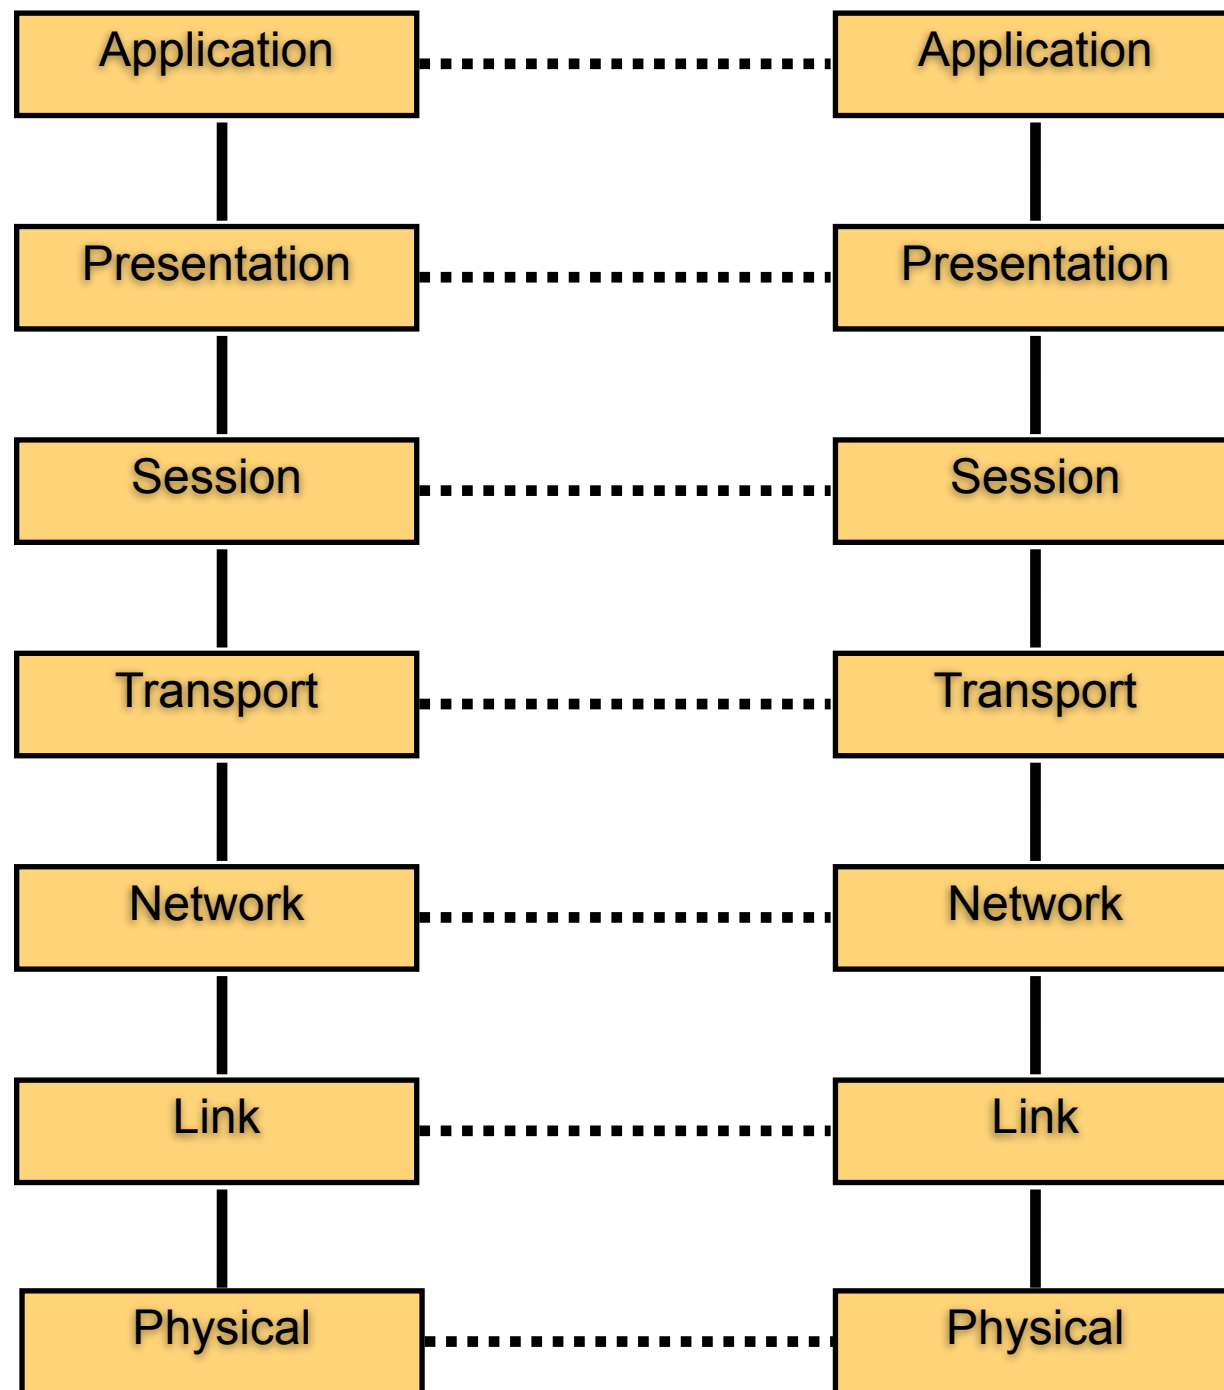 Application
Application
Presentation
Presentation
Session
Session
Transport
Transport
Network
Network
Link
Link
Physical
Physical